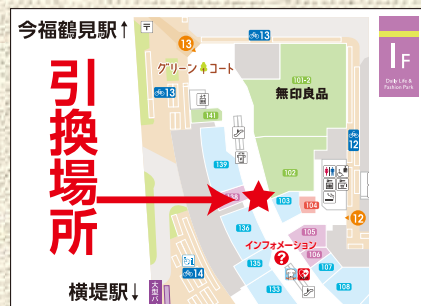 今福鶴見駅↑
〒
13
13
グリーンコート
13
141
101-2
無印良品
1F
Daily Life &
Fashion Park
引換場所
139
102
12
103
104
12
136
105
インフォメーション
106
?
135
107
14
133
108
横堤駅↓
大型バ